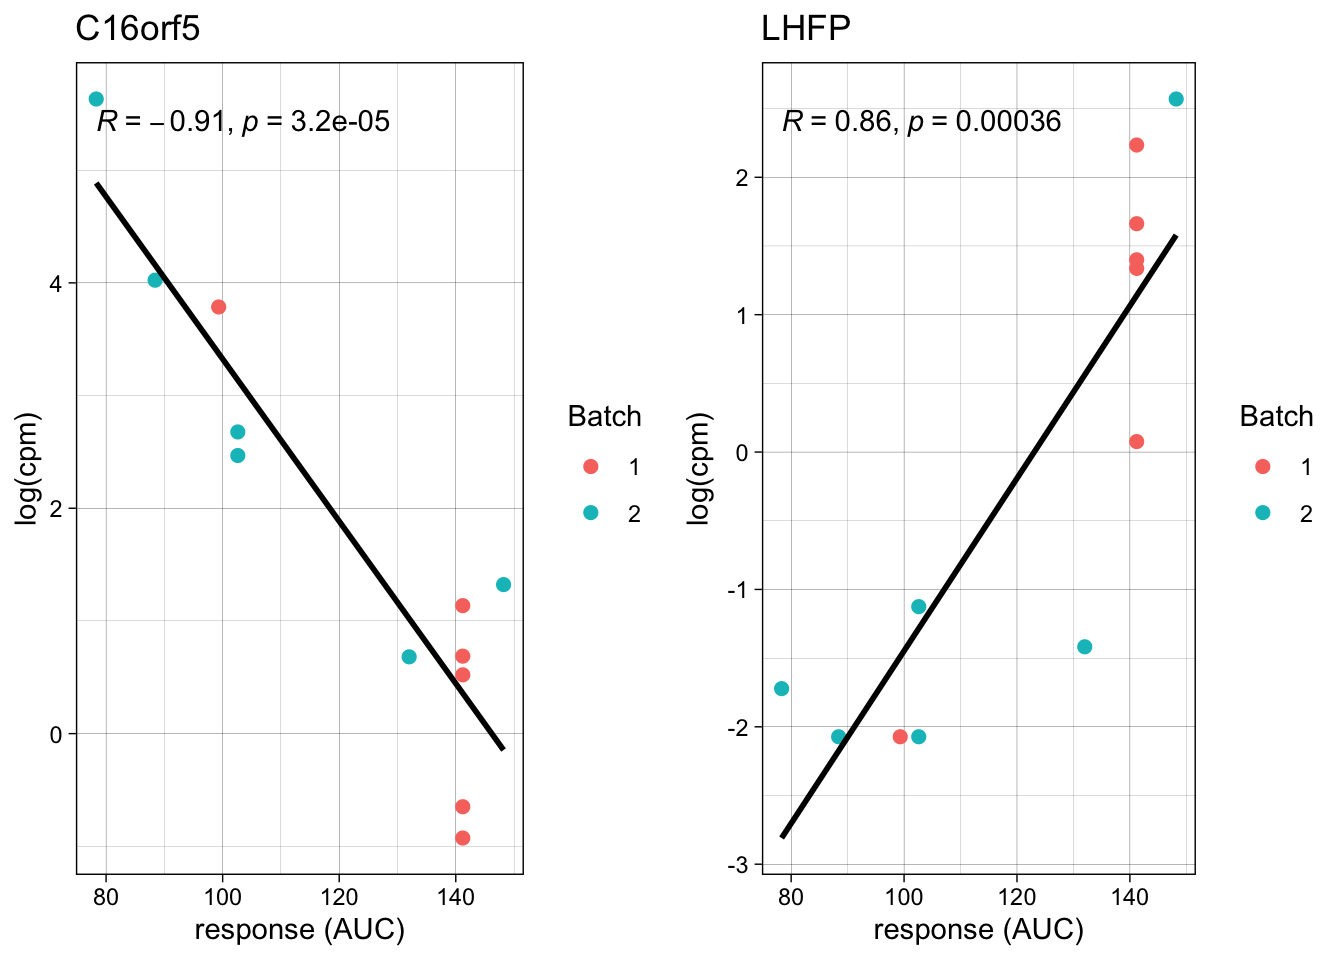 C16orf5
R = −0.91, p = 3.2e-05
log(cpm)
4
2
0
80 100 120 140
response (AUC)
Batch
1
2
LHFP
R = 0.86, p = 0.00036
log(cpm)
2
1
0
-1
-2
-3
80 100 120 140
response (AUC)
Batch
1
2